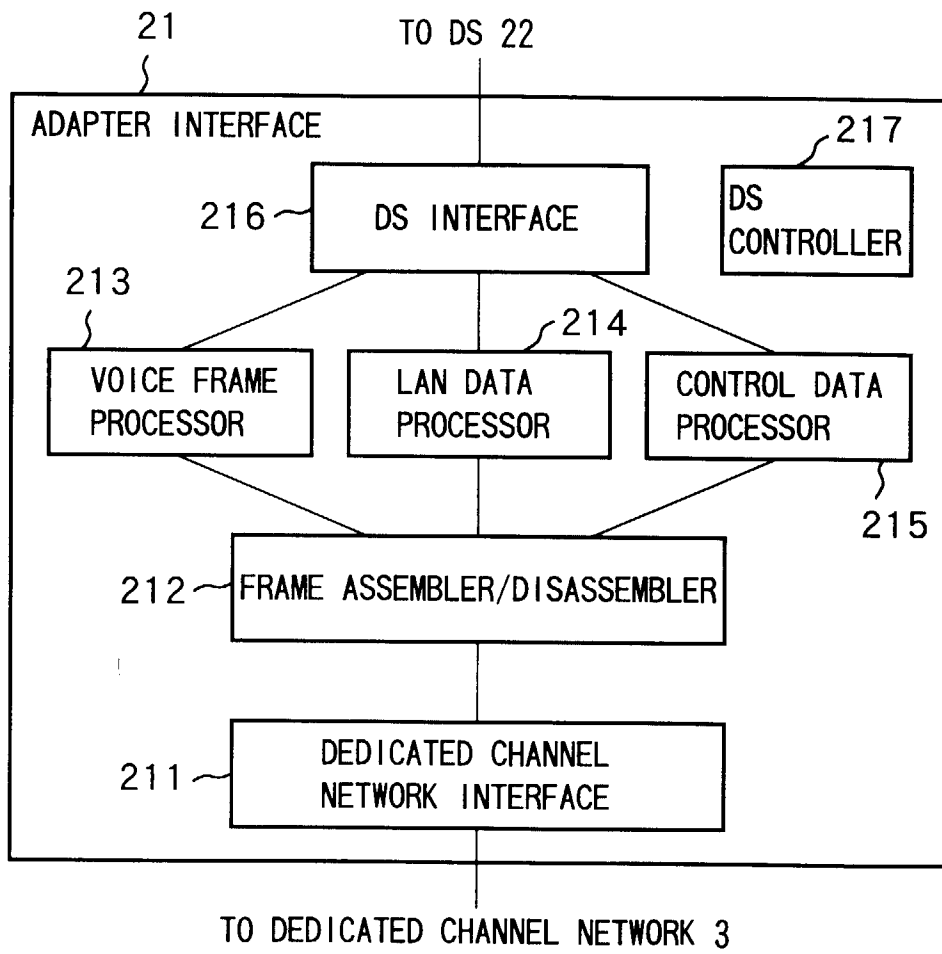 21
TO DS 22
ADAPTER INTERFACE
217
216
DS INTERFACE
DS
CONTROLLER
213
214
VOICE FRAME
PROCESSOR
LAN DATA
PROCESSOR
CONTROL DATA
PROCESSOR
215
212
FRAME ASSEMBLER/DISASSEMBLER
211
DEDICATED CHANNEL
NETWORK INTERFACE
TO DEDICATED CHANNEL NETWORK 3